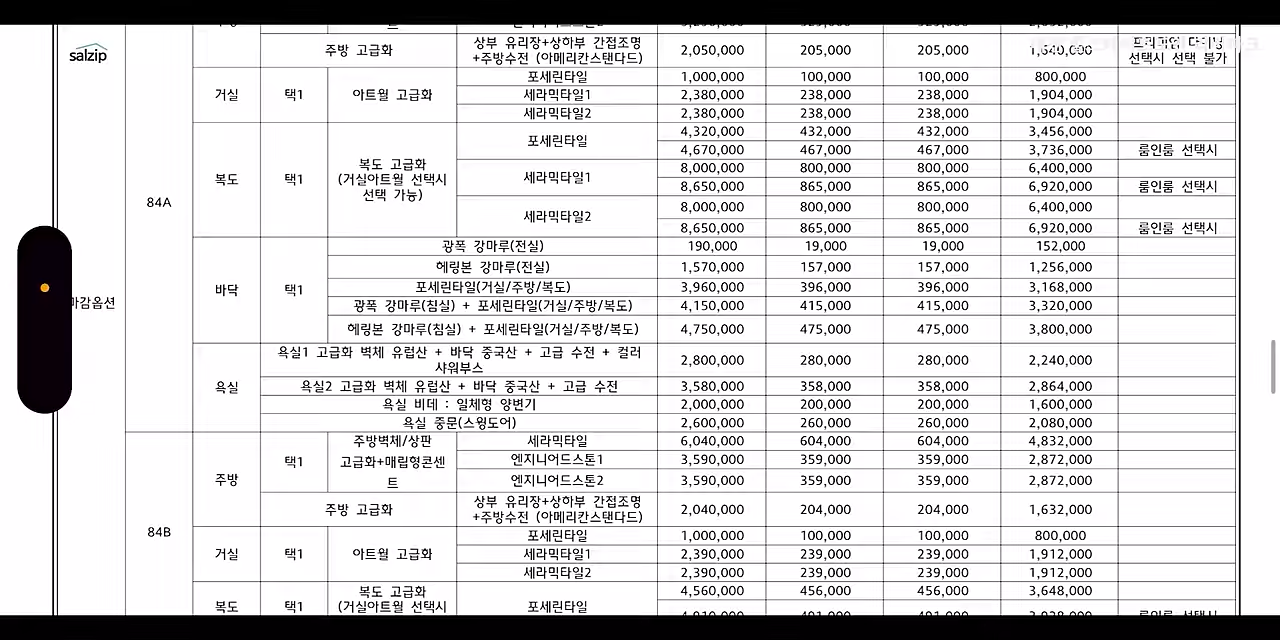 salzip
주방 고급화 상부 유리장+상하부 간접조명 +주방수전 (아메리칸스탠다드) 2,050,000 205,000 205,000 1,640,000 선택시 선택 불가
84A
마감옵션
거실 택1 아트월 고급화 포세린타일 1,000,000 100,000 100,000 800,000
세라믹타일1 2,380,000 238,000 238,000 1,904,000
세라믹타일2 2,380,000 238,000 238,000 1,904,000
복도 택1 복도 고급화 (거실아트월 선택시 선택 가능) 포세린타일 4,320,000 432,000 432,000 3,456,000
4,670,000 467,000 467,000 3,736,000 룸인룸 선택시
세라믹타일1 8,000,000 800,000 800,000 6,400,000
8,650,000 865,000 865,000 6,920,000 룸인룸 선택시
세라믹타일2 8,000,000 800,000 800,000 6,400,000
8,650,000 865,000 865,000 6,920,000 룸인룸 선택시
바닥 택1 광폭 강마루(전실) 190,000 19,000 19,000 152,000
헤링본 강마루(전실) 1,570,000 157,000 157,000 1,256,000
포세린타일(거실/주방/복도) 3,960,000 396,000 396,000 3,168,000
광폭 강마루(침실) + 포세린타일(거실/주방/복도) 4,150,000 415,000 415,000 3,320,000
헤링본 강마루(침실) + 포세린타일(거실/주방/복도) 4,750,000 475,000 475,000 3,800,000
욕실 욕실1 고급화 벽체 유럽산 + 바닥 중국산 + 고급 수전 + 컬러 샤워부스 2,800,000 280,000 280,000 2,240,000
욕실2 고급화 벽체 유럽산 + 바닥 중국산 + 고급 수전 3,580,000 358,000 358,000 2,864,000
욕실 비데 : 일체형 양변기 2,000,000 200,000 200,000 1,600,000
욕실 중문(스윙도어) 2,600,000 260,000 260,000 2,080,000
84B
주방 택1 주방벽체/상판 고급화+매립형콘센트 세라믹타일 6,040,000 604,000 604,000 4,832,000
엔지니어드스톤1 3,590,000 359,000 359,000 2,872,000
엔지니어드스톤2 3,590,000 359,000 359,000 2,872,000
주방 고급화 상부 유리장+상하부 간접조명 +주방수전 (아메리칸스탠다드) 2,040,000 204,000 204,000 1,632,000
거실 택1 아트월 고급화 포세린타일 1,000,000 100,000 100,000 800,000
세라믹타일1 2,390,000 239,000 239,000 1,912,000
세라믹타일2 2,390,000 239,000 239,000 1,912,000
복도 택1 복도 고급화 (거실아트월 선택시 포세린타일 4,560,000 456,000 456,000 3,648,000